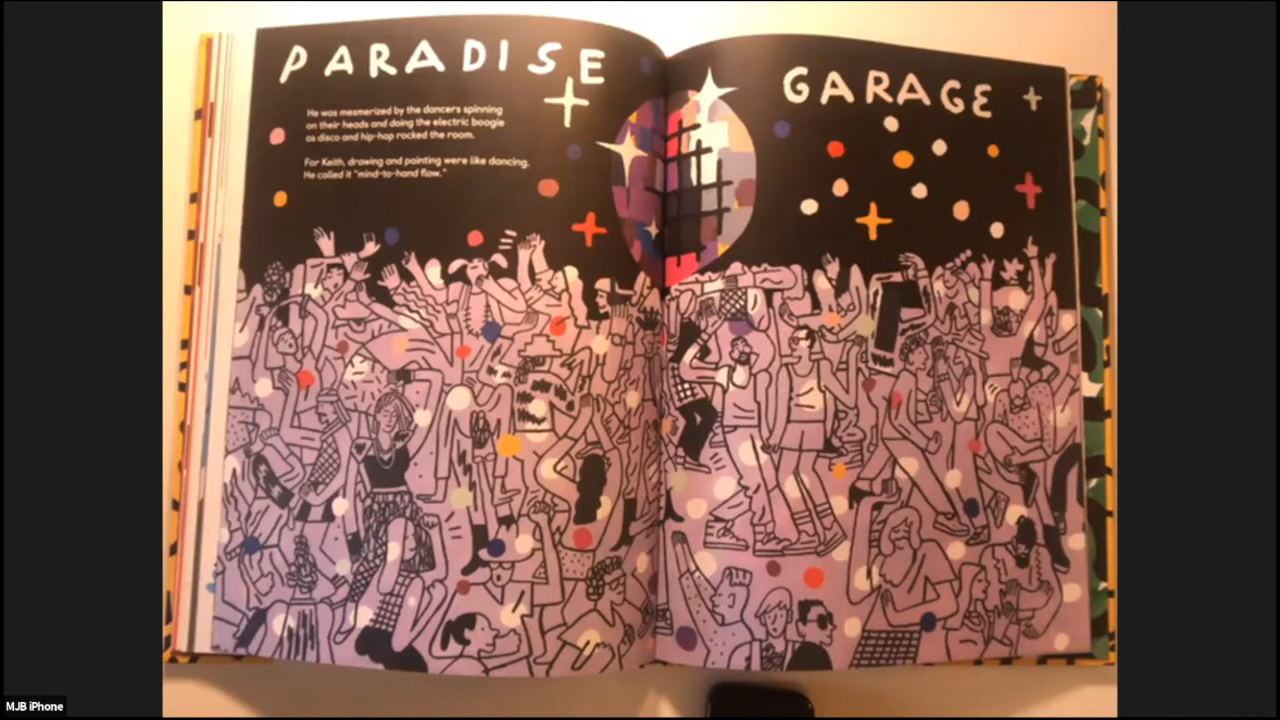 PARADISE GARAGE
He was mesmerized by the dancers spinning
on their heads and doing the electric boogie
as disco and hip-hop rocked the room.
For Keith, drawing and painting were like dancing.
He called it "mind-to-hand flow."
MJB iPhone